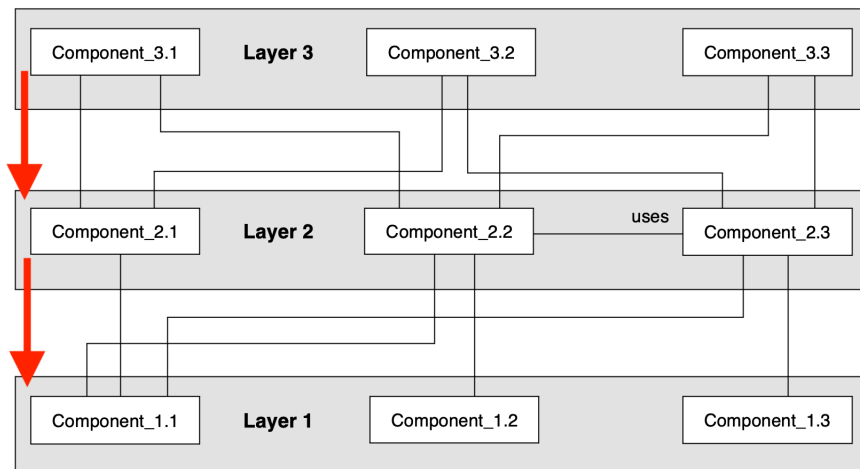 Component_3.1
Layer 3
Component_3.2
Component_3.3
uses
Component_2.1
Layer 2
Component_2.2
Component_2.3
Component_1.1
Layer 1
Component_1.2
Component_1.3